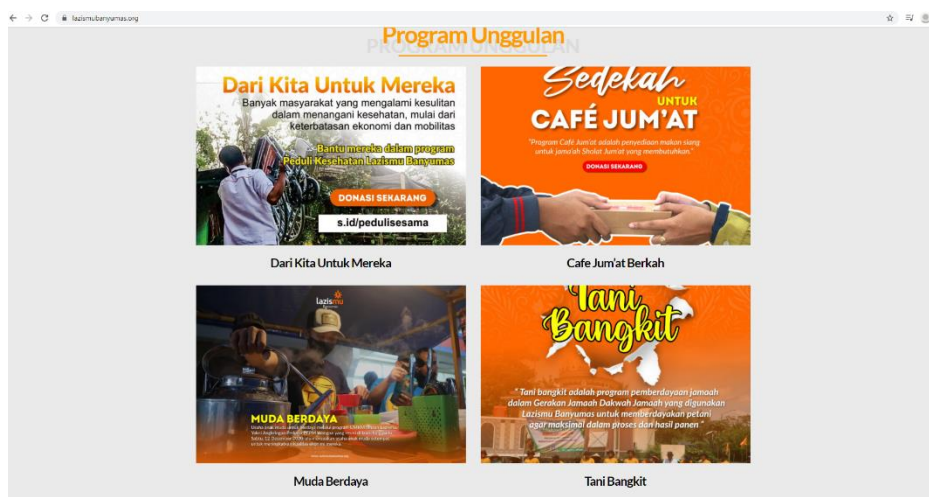 lazismubanyumas.org
Program Unggulan
PROGRAM UNGGULAN
Dari Kita Untuk Mereka
Banyak masyarakat yang mengalami kesulitan
dalam menangani kesehatan, mulai dari
keterbatasan ekonomi dan mobilitas
Bantu mereka dalam program
Peduli Kesehatan Lazismu Banyumas
DONASI SEKARANG
s.id/pedulisesama
Dari Kita Untuk Mereka
Sedekah
UNTUK
CAFÉ JUM'AT
"Program Café Jum'at adalah penyediaan makan siang
untuk jama'ah Sholat Jum'at yang membutuhkan."
DONASI SEKARANG
Cafe Jum'at Berkah
lazismu
MUDA BERDAYA
Muda Berdaya
Tani
Bangkit
" Tani bangkit adalah program pemberdayaan jamaah
dalam Gerakan Jamaah Dakwah Jamaah yang digunakan
Lazismu Banyumas untuk memberdayakan petani
agar maksimal dalam proses dan hasil panen "
Tani Bangkit